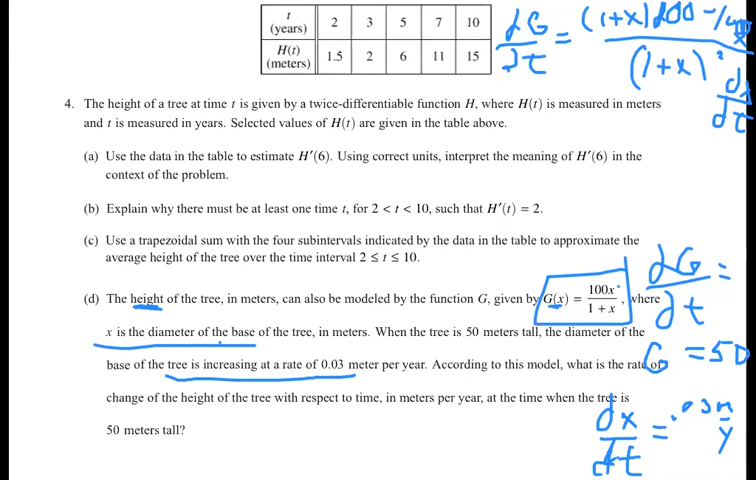 t (years) 2 3 5 7 10
H(t) (meters) 1.5 2 6 11 15
dG/dt = (1+x)
(1+x)² dx/dt
4. The height of a tree at time t is given by a twice-differentiable function H, where H(t) is measured in meters
and t is measured in years. Selected values of H(t) are given in the table above.
(a) Use the data in the table to estimate H′(6). Using correct units, interpret the meaning of H′(6) in the
context of the problem.
(b) Explain why there must be at least one time t, for 2 < t < 10, such that H′(t) = 2.
(c) Use a trapezoidal sum with the four subintervals indicated by the data in the table to approximate the
average height of the tree over the time interval 2 ≤ t ≤ 10.
(d) The height of the tree, in meters, can also be modeled by the function G, given by G(x) = 100x / 1 + x, where
x is the diameter of the base of the tree, in meters. When the tree is 50 meters tall, the diameter of the
base of the tree is increasing at a rate of 0.03 meter per year. According to this model, what is the rate of
change of the height of the tree with respect to time, in meters per year, at the time when the tree is
50 meters tall?
dG/dt =
G = 50
dx/dt = .03 m/y